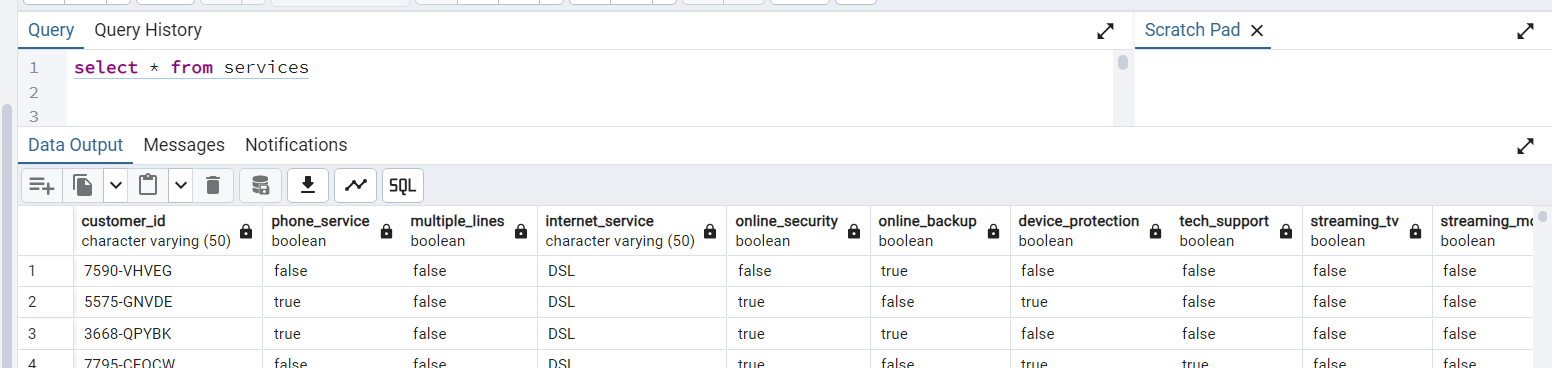 Query Query History Scratch Pad
1 select * from services
2
3
Data Output Messages Notifications
SQL
customer_id phone_service multiple_lines internet_service online_security online_backup device_protection tech_support streaming_tv streaming_mo
character varying (50) boolean boolean character varying (50) boolean boolean boolean boolean boolean boolean
1 7590-VHVEG false false DSL false true false false false false
2 5575-GNVDE true false DSL true false true false false false
3 3668-QPYBK true false DSL true true false false false false
4 7795-CFOCW false false DSL true false true true false false